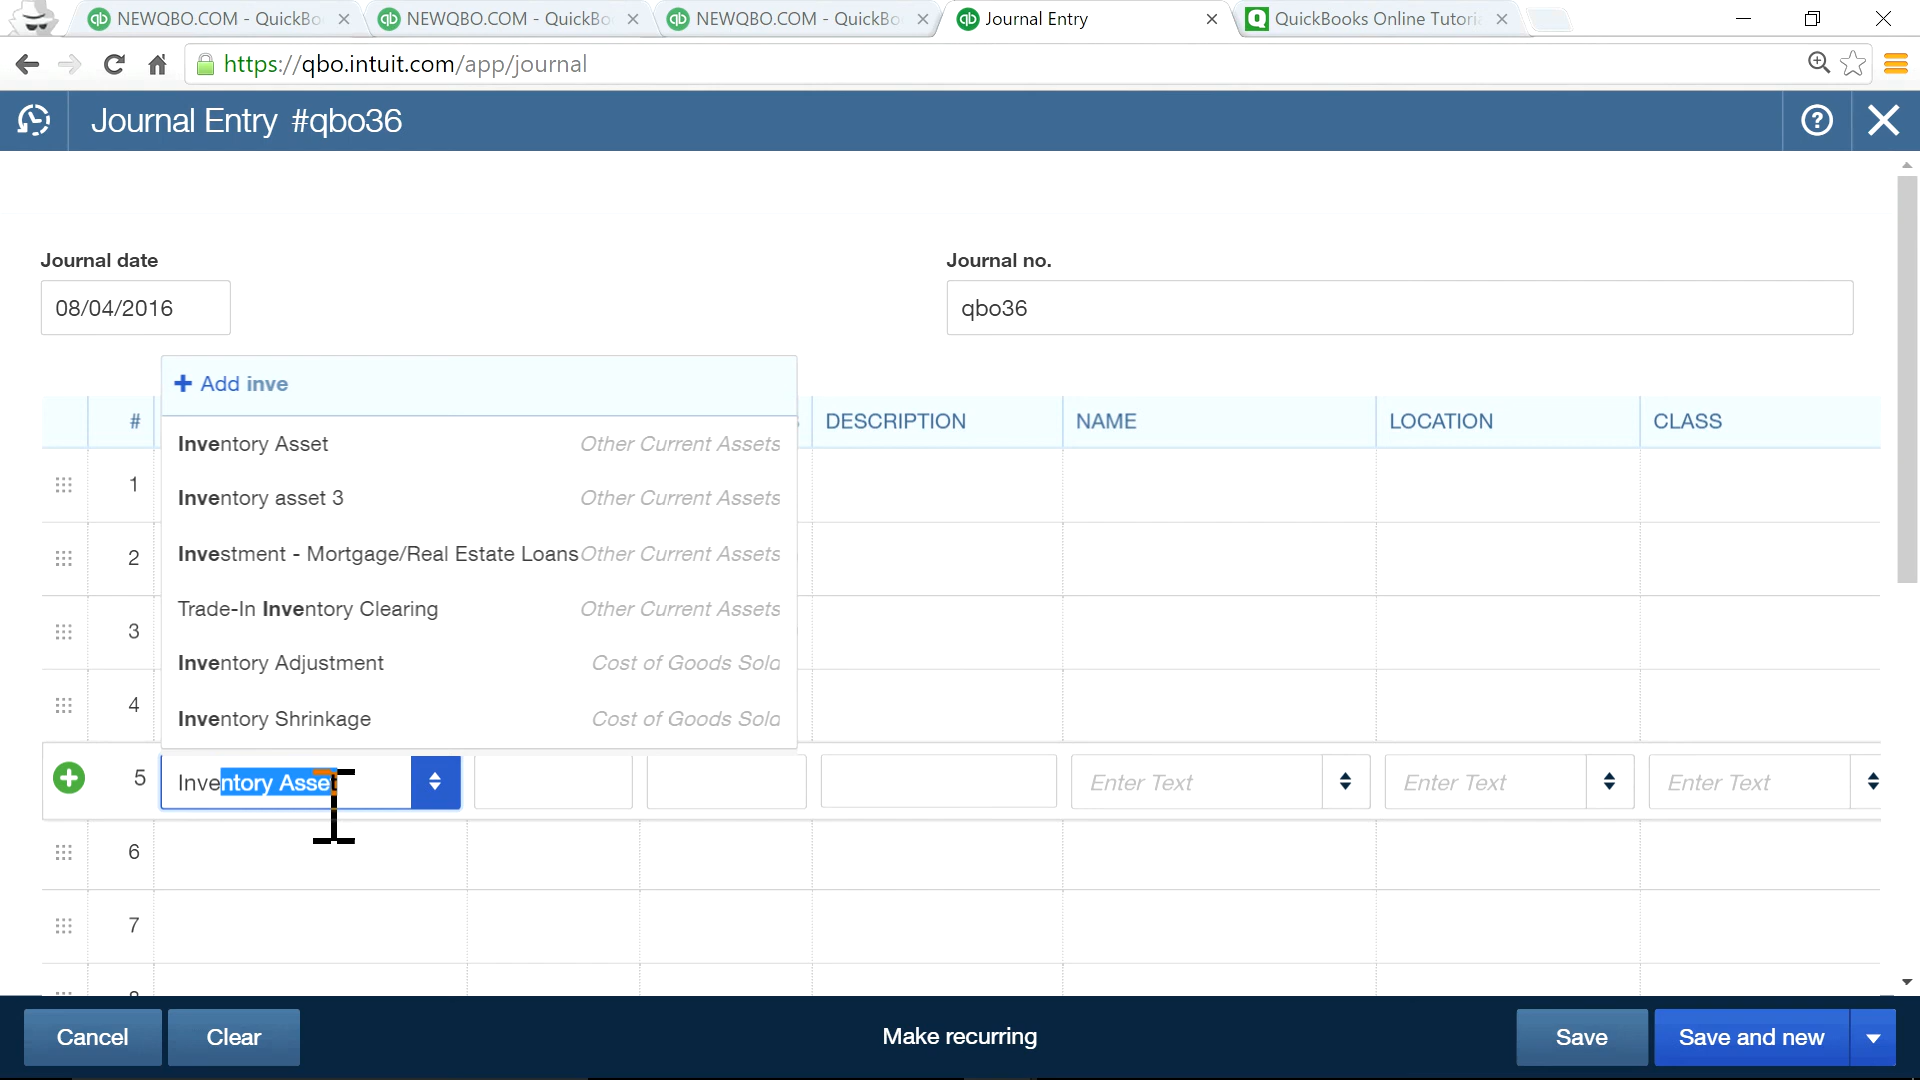 NEWQBO.COM - QuickBo
NEWQBO.COM - QuickBo
NEWQBO.COM - QuickBo
Journal Entry
QuickBooks Online Tutoria
https://qbo.intuit.com/app/journal
Journal Entry #qbo36
Journal date
Journal no.
08/04/2016
qbo36
+ Add inve
# DESCRIPTION NAME LOCATION CLASS
Inventory Asset Other Current Assets
1
Inventory asset 3 Other Current Assets
2 Investment - Mortgage/Real Estate Loans Other Current Assets
Trade-In Inventory Clearing Other Current Assets
3
Inventory Adjustment Cost of Goods Sold
4
Inventory Shrinkage Cost of Goods Sold
5 Inventory Asset Enter Text Enter Text Enter Text
6
7
8
Cancel Clear Make recurring Save Save and new